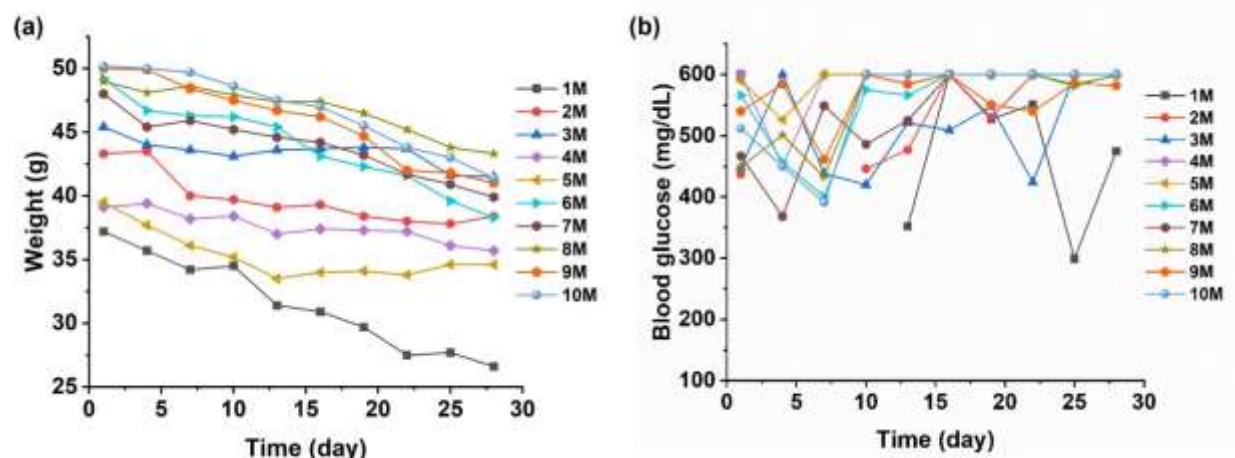 (a)
50
45
40
35
30
25
0 5 10 15 20 25 30
Weight (g)
Time (day)
1M
2M
3M
4M
5M
6M
7M
8M
9M
10M
(b)
600
500
400
300
200
100
0 5 10 15 20 25 30
Blood glucose (mg/dL)
Time (day)
1M
2M
3M
4M
5M
6M
7M
8M
9M
10M